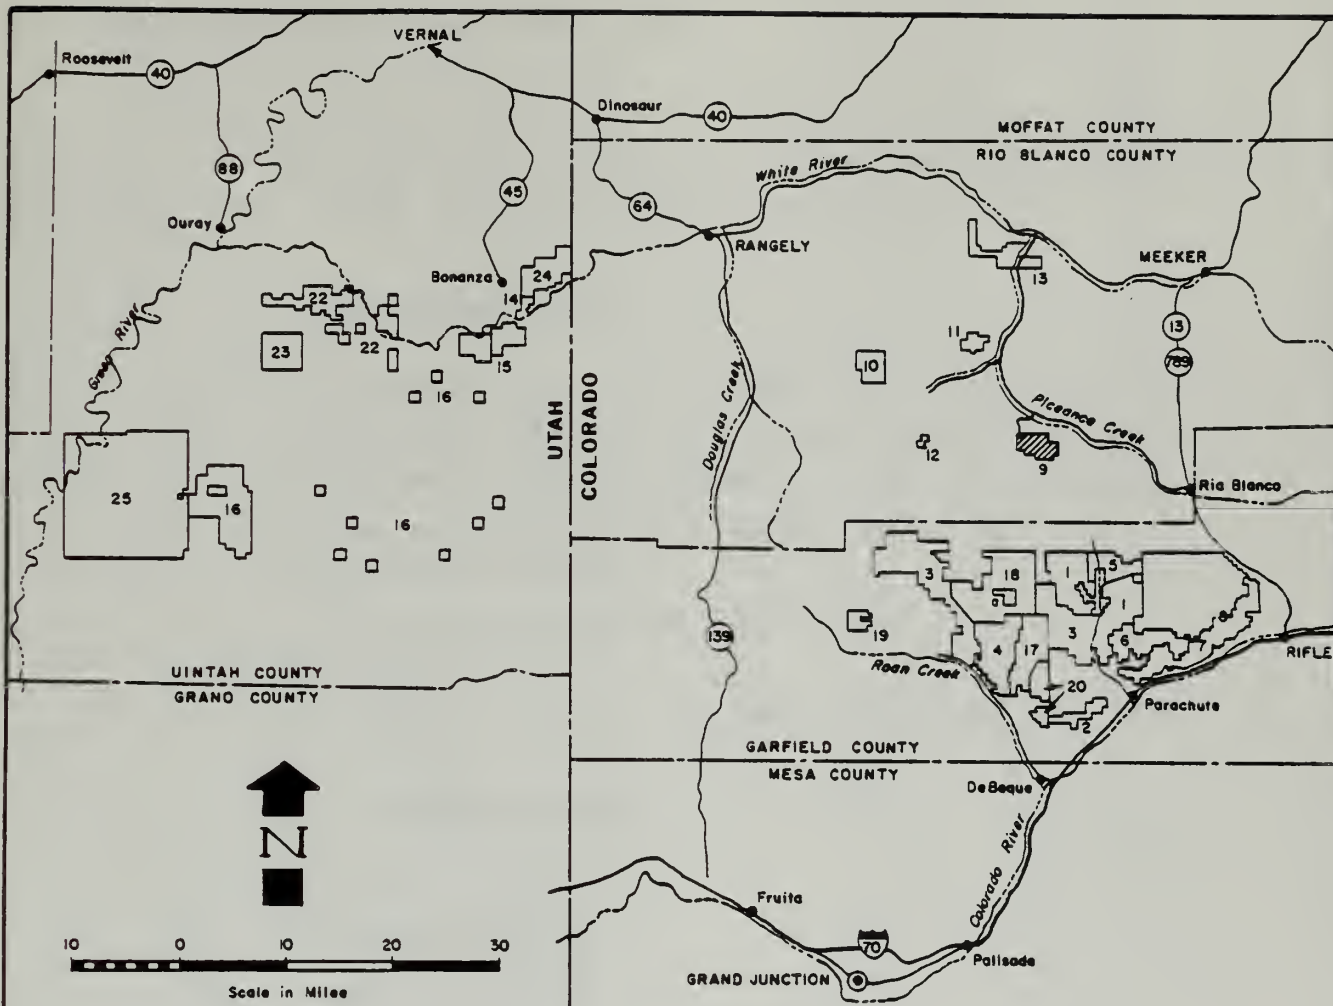 VERNAL
Roosevelt
40
Dinosaur
40
MOFFAT COUNTY
RIO BLANCO COUNTY
White River
88
45
64
Ouray
RANGELY
MEEKER
Bonanza
24
14
13
22
22
23
15
16
Green River
11
10
13
789
UTAH
COLORADO
Douglas Creek
Piceance Creek
12
9
Rio Blanco
25
16
16
3
18
1
5
1
8
19
139
4
17
3
6
7
RIFLE
Roan Creek
20
2
Parachute
UINTAH COUNTY
GRAND COUNTY
GARFIELD COUNTY
MESA COUNTY
DeBeque
N
Colorado River
Fruita
70
Palisade
GRAND JUNCTION
10 0 10 20 30
Scale in Miles